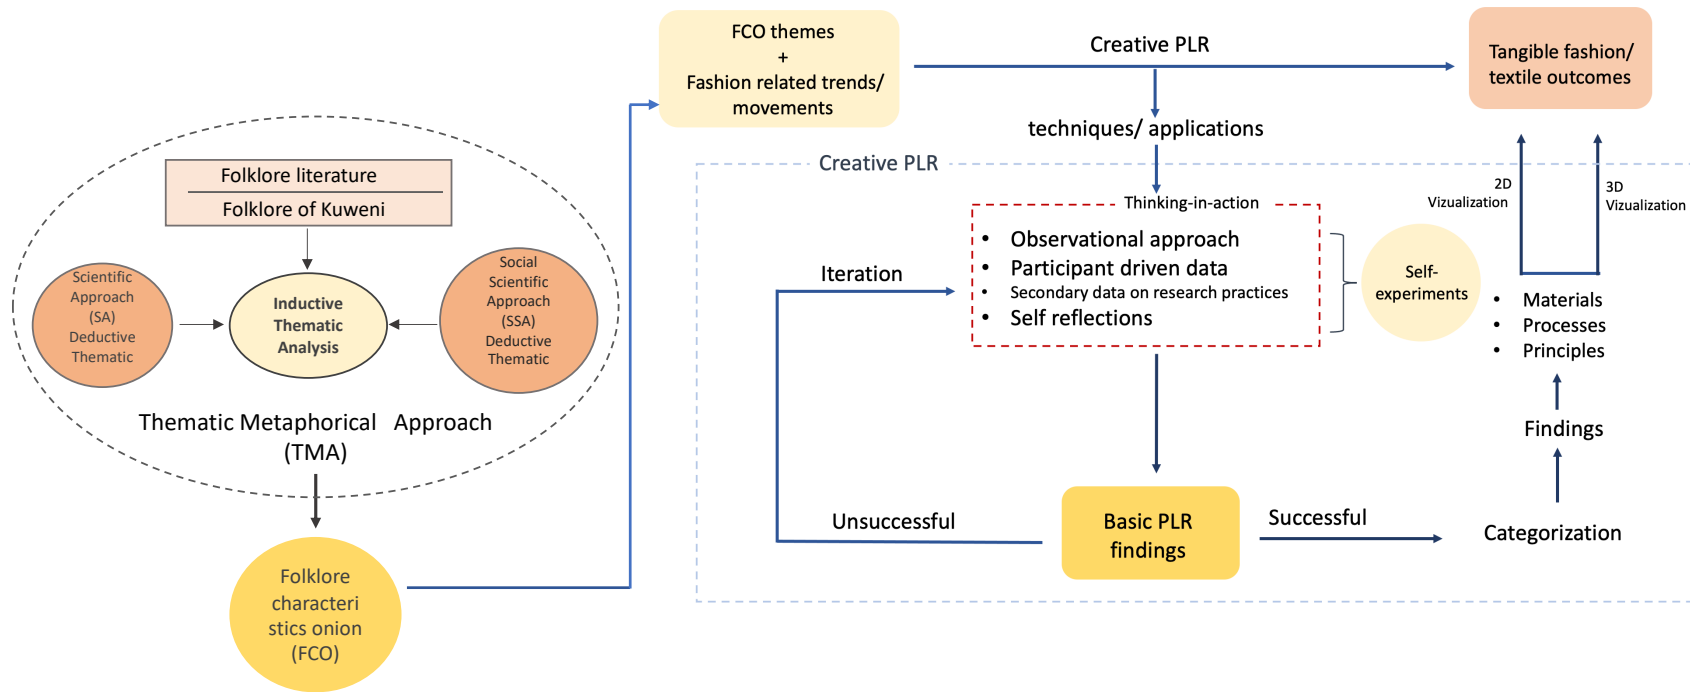 Folklore literature
Folklore of Kuweni
Scientific
Approach
(SA)
Deductive
Thematic
Inductive
Thematic
Analysis
Social
Scientific
Approach
(SSA)
Deductive
Thematic
Thematic Metaphorical Approach
(TMA)
Folklore
characteri
stics onion
(FCO)
FCO themes
+
Fashion related trends/
movements
Creative PLR
Tangible fashion/
textile outcomes
techniques/ applications
Creative PLR
Thinking-in-action
• Observational approach
• Participant driven data
• Secondary data on research practices
• Self reflections
Self-
experiments
Iteration
Unsuccessful
Basic PLR
findings
Successful
Categorization
Findings
• Materials
• Processes
• Principles
2D
Vizualization
3D
Vizualization